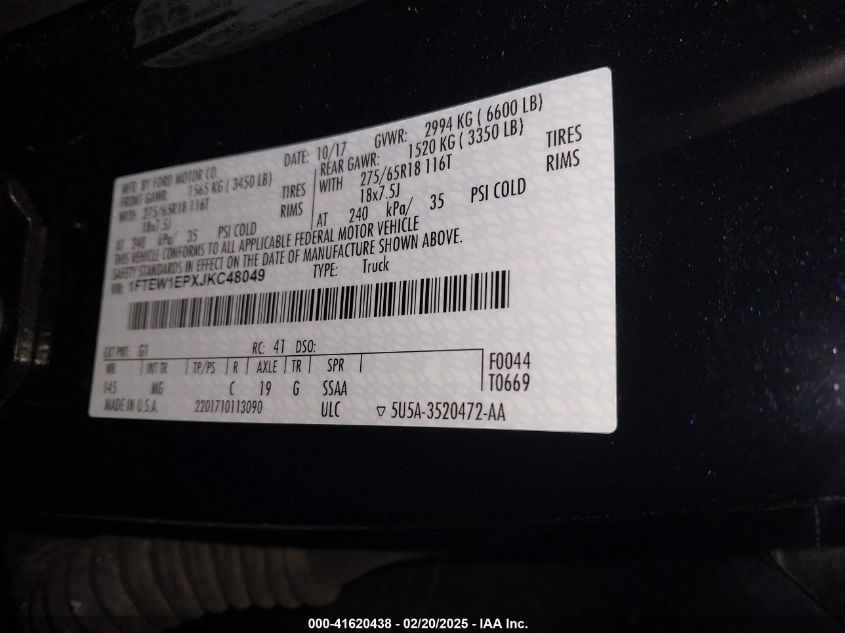 MFD. BY FORD MOTOR CO. DATE: 10/17 GVWR: 2994 KG ( 6600 LB)
FRONT GAWR: 1565 KG ( 3450 LB) REAR GAWR: 1520 KG ( 3350 LB)
WITH 275/65R18 116T TIRES WITH 275/65R18 116T TIRES
18x7.5J RIMS 18x7.5J RIMS
AT 240 kPa/ 35 PSI COLD AT 240 kPa/ 35 PSI COLD
THIS VEHICLE CONFORMS TO ALL APPLICABLE FEDERAL MOTOR VEHICLE
SAFETY STANDARDS IN EFFECT ON THE DATE OF MANUFACTURE SHOWN ABOVE.
VIN: 1FTEW1EPXJKC48049 TYPE: Truck
EXT PNT: G1 RC: 41 DSO:
WB INT TR TP/PS R AXLE TR SPR F0044
145 MG C 19 G SSAA T0669
MADE IN U.S.A. 2201710113090 ULC ▽ 5U5A-3520472-AA
000-41620438 - 02/20/2025 - IAA Inc.